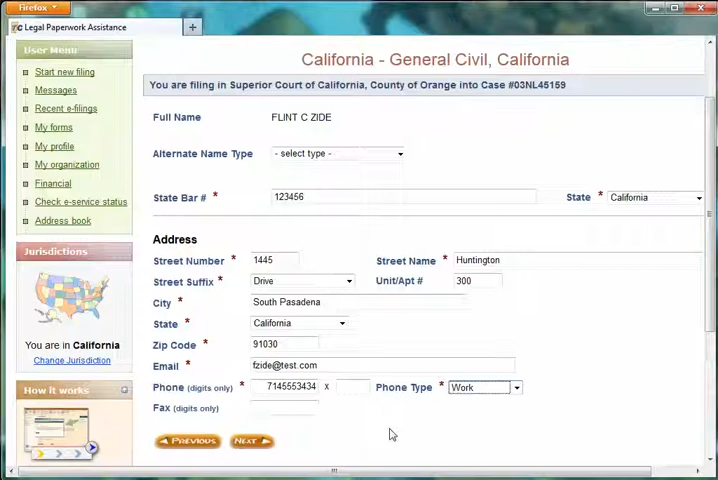 Firefox
Legal Paperwork Assistance
User Menu
Start new filing
Messages
Recent e-filings
My forms
My profile
My organization
Financial
Check e-service status
Address book
Jurisdictions
You are in California
Change Jurisdiction
How it works
California - General Civil, California
You are filing in Superior Court of California, County of Orange into Case #03NL45159
Full Name FLINT C ZIDE
Alternate Name Type - select type -
State Bar # * 123456 State * California
Address
Street Number * 1445 Street Name * Huntington
Street Suffix * Drive Unit/Apt # 300
City * South Pasadena
State * California
Zip Code * 91030
Email * fzide@test.com
Phone (digits only) * 7145553434 x Phone Type * Work
Fax (digits only)
PREVIOUS NEXT